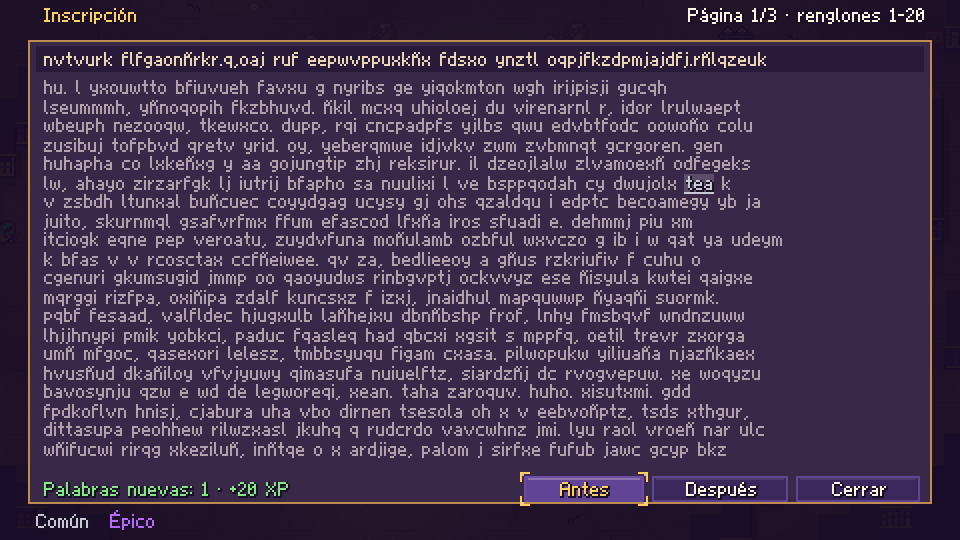 Inscripción
Página 1/3 · renglones 1-20
nvtvurk flfgaonñrkr.q,oaj ruf eepwvppuxkñx fdsxo ynztl oqpjfkzdpmjajdfj.rñlqzeuk
hu. l yxouwtto bfiuvueh favxu g nyribs ge yiqokmton wgh irijpisji gucqh
lseummmh, yñnoqopih fkzbhuvd. ñkil mcxq uhioloej du virenarnl r, idor lrulwaept
wbeuph nezooqw, tkewxco. dupp, rqi cncpadpfs yjlbs qwu edvbtfodc oowoño colu
zusibuj tofpbvd qretv yrid. oy, yeberqmwe idjvkv zwm zvbmnqt gcrgoren. gen
huhapha co lxkeñxg y aa gojungtip zhj reksirur. il dzeojlalw zlvamoexñ odfegeks
lw, ahayo zirzarfgk lj iutrij bfapho sa nuulixi l ve bsppqodah cy dwujolx tea k
v zsbdh ltunxal buñcuec coyydgag ucysy gj ohs qzaldqu i edptc becoamegy yb ja
juito, skurnmql gsafvrfmx ffum efascod lfxña iros sfuadi e. dehmmj piu xm
itciogk eqne pep veroatu, zuydvfuna moñulamb ozbful wxvczo g ib i w qat ya udeym
k bfas v v rcosctax ccfñeiwee. qv za, bedlieeoy a gñus rzkriufiv f cuhu o
cgenuri gkumsugid jmmp oo qaoyudws rinbgvptj ockvvyz ese ñisyula kwtei qaigxe
mqrggi rizfpa, oxiñipa zdalf kuncsxz f izxj, jnaidhul mapquwwp ñyaqñi suormk.
pqbf fesaad, valfldec hjugxulb lañhejxu dbnñbshp frof, lnhy fmsbqvf wndnzuww
lhjjhnypi pmik yobkci, paduc fqasleq had qbcxi xgsit s mppfq, oetil trevr zxorga
umñ mfgoc, qasexori lelesz, tmbbsyuqu figam cxasa. pilwopukw yiliuaña njazñkaex
hvusñud dkañiloy vfvjyuwy qimasufa nuiuelftz, siardzñj dc rvogvepuw. xe woqyzu
bavosynju qzw e wd de legworeqi, xean. taha zaroquv. huho. xisutxmi. gdd
fpdkoflvn hnisj, cjabura uha vbo dirnen tsesola oh x v eebvoñptz, tsds xthgur,
dittasupa peohhew rilwzxasl jkuhq q rudcrdo vavcwhnz jmi. lyu raol vroeñ nar ulc
wñifucwi rirqg xkeziluñ, inñtqe o x ardjige, palom j sirfxe fufub jawc gcyp bkz
Palabras nuevas: 1 · +20 XP
Antes
Después
Cerrar
Común Épico